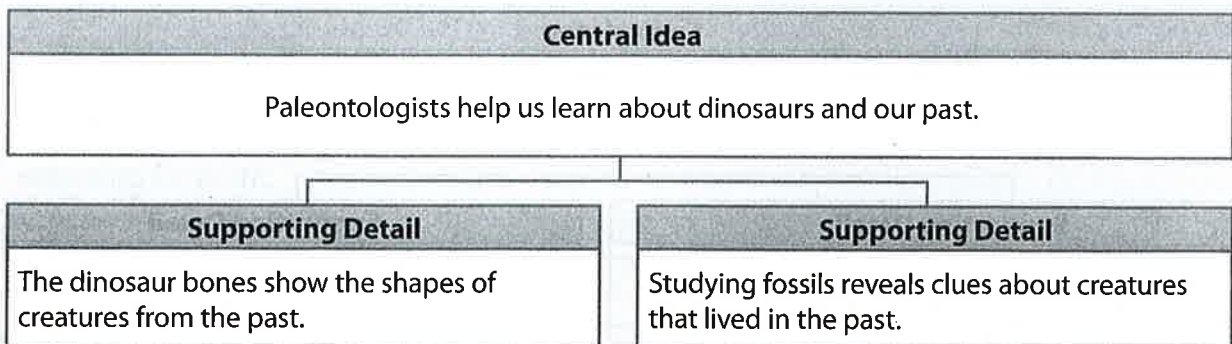 Central Idea
Paleontologists help us learn about dinosaurs and our past.
Supporting Detail
The dinosaur bones show the shapes of
creatures from the past.
Supporting Detail
Studying fossils reveals clues about creatures
that lived in the past.